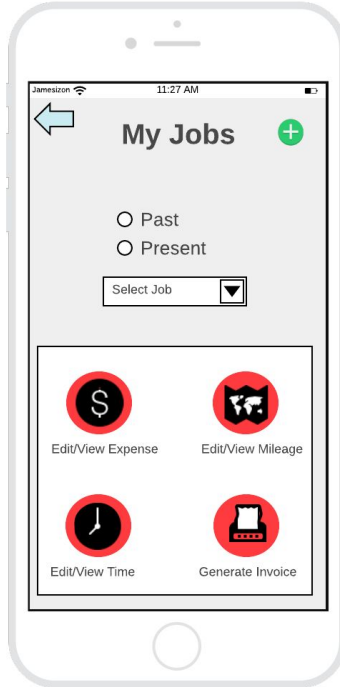 Jamesizon 11:27 AM
My Jobs
Past
Present
Select Job
$
Edit/View Expense Edit/View Mileage
Edit/View Time Generate Invoice